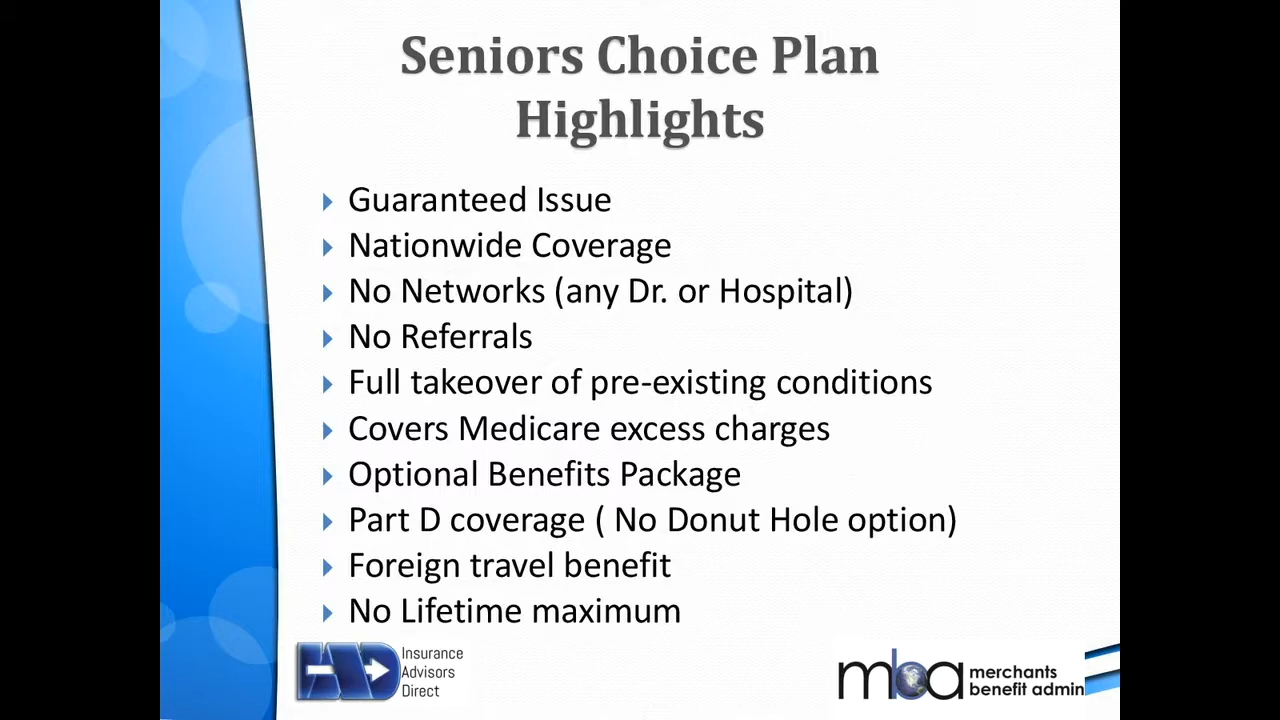 Seniors Choice Plan
Highlights
Guaranteed Issue
Nationwide Coverage
No Networks (any Dr. or Hospital)
No Referrals
Full takeover of pre-existing conditions
Covers Medicare excess charges
Optional Benefits Package
Part D coverage ( No Donut Hole option)
Foreign travel benefit
No Lifetime maximum
IAD
Insurance
Advisors
Direct
mba
merchants
benefit admin